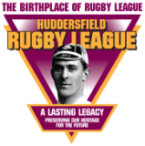 THE BIRTHPLACE OF RUGBY LEAGUE
HUDDERSFIELD
RUGBY LEAGUE
A LASTING LEGACY
PRESERVING OUR HERITAGE
FOR THE FUTURE